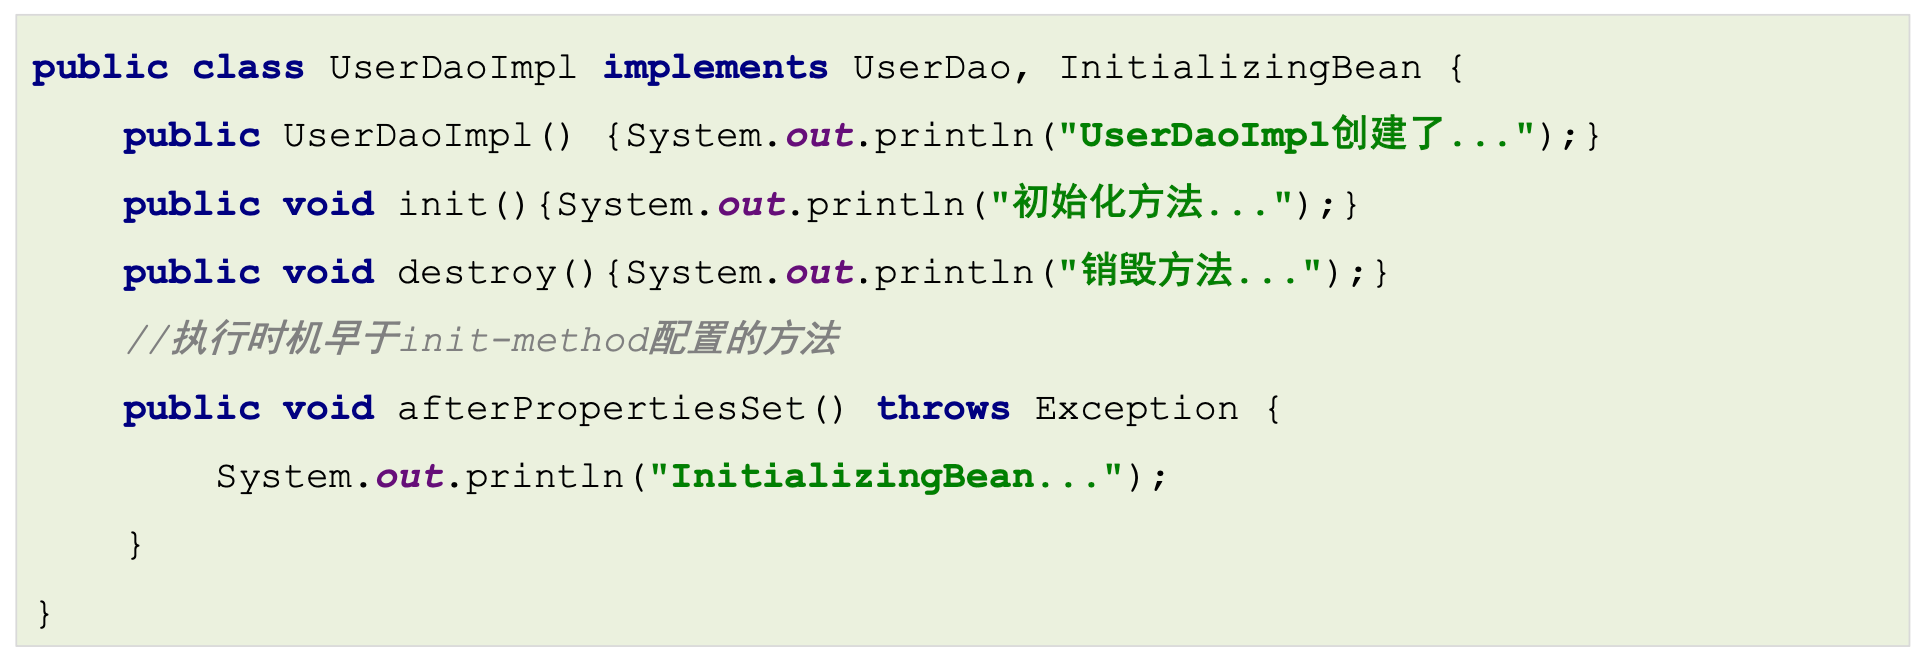 public class UserDaoImpl implements UserDao, InitializingBean {
    public UserDaoImpl() {System.out.println("UserDaoImpl创建了...");}
    public void init(){System.out.println("初始化方法...");}
    public void destroy(){System.out.println("销毁方法...");}
    //执行时机早于init-method配置的方法
    public void afterPropertiesSet() throws Exception {
        System.out.println("InitializingBean...");
    }
}